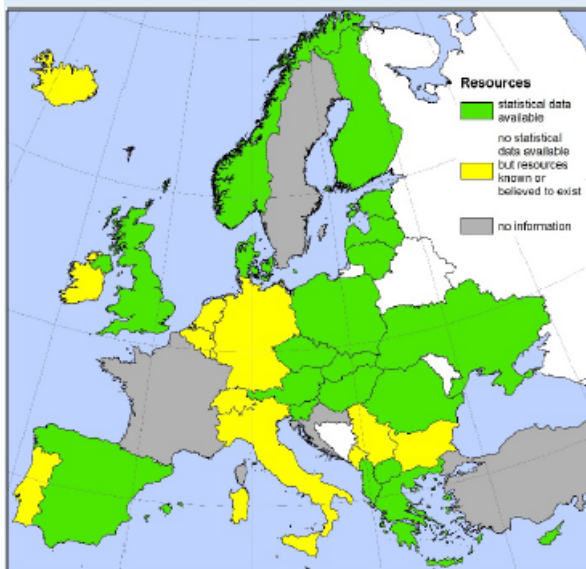 Resources
statistical data
available
no statistical
data available
but resources
known or
believed to exist
no information